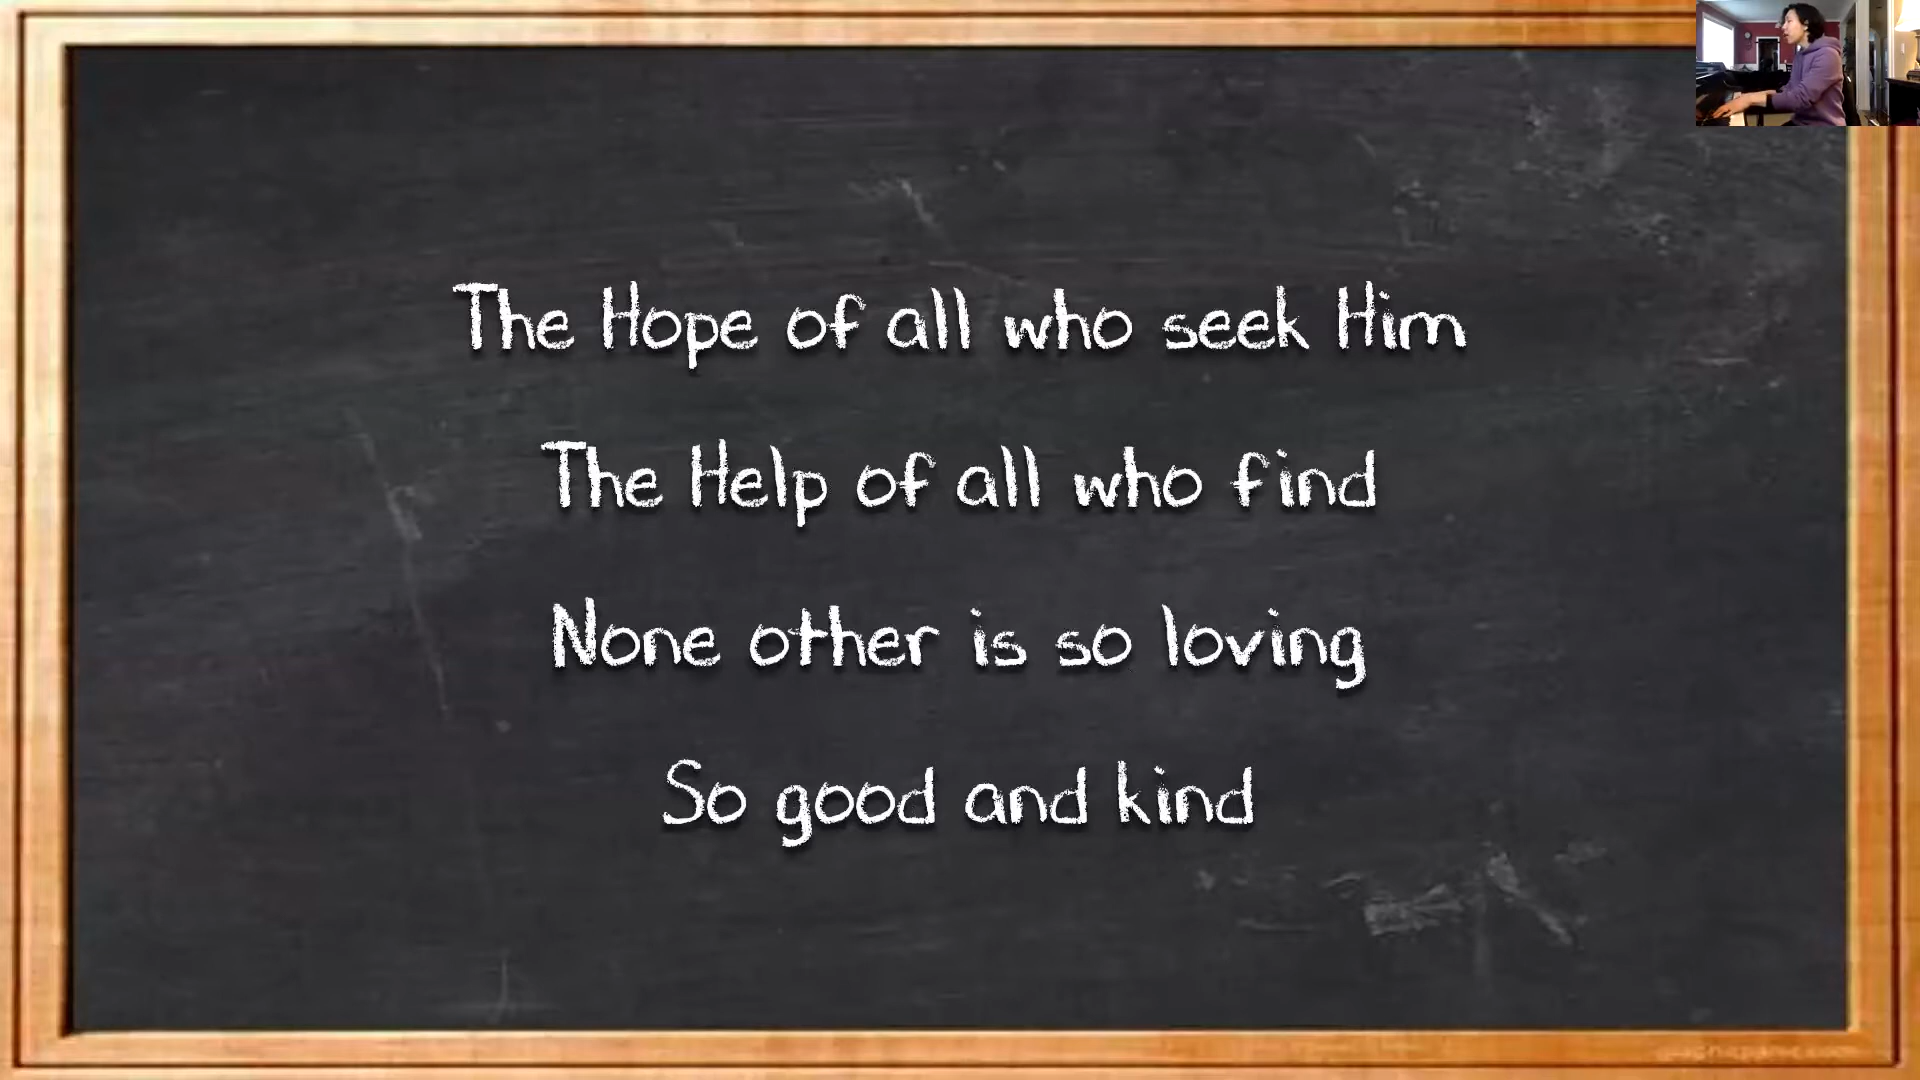 The Hope of all who seek Him
The Help of all who find
None other is so loving
So good and kind